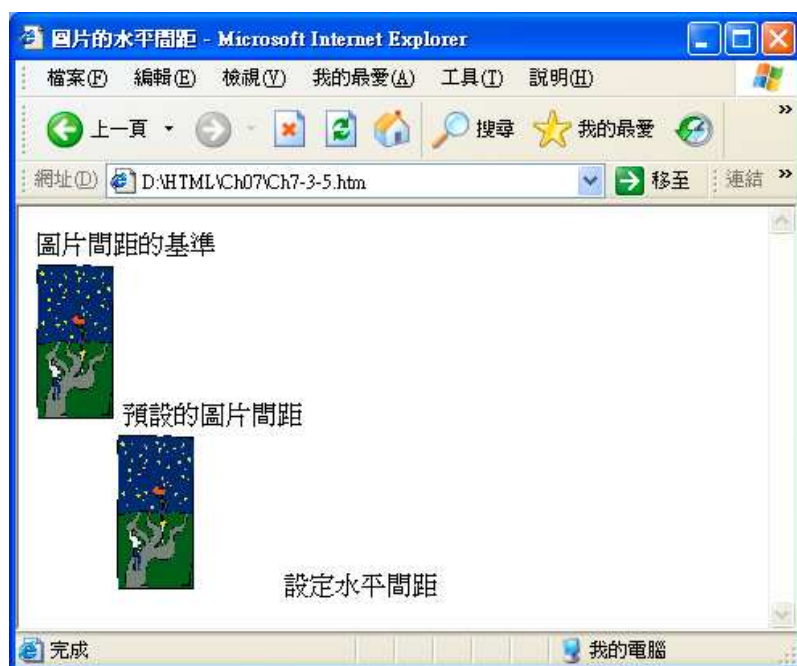 圖片的水平間距 - Microsoft Internet Explorer
檔案(F) 編輯(E) 檢視(V) 我的最愛(A) 工具(T) 說明(H)
上一頁 搜尋 我的最愛 »
網址(D) D:\HTML\Ch07\Ch7-3-5.htm 移至 連結 »
圖片間距的基準
預設的圖片間距
設定水平間距
完成 我的電腦